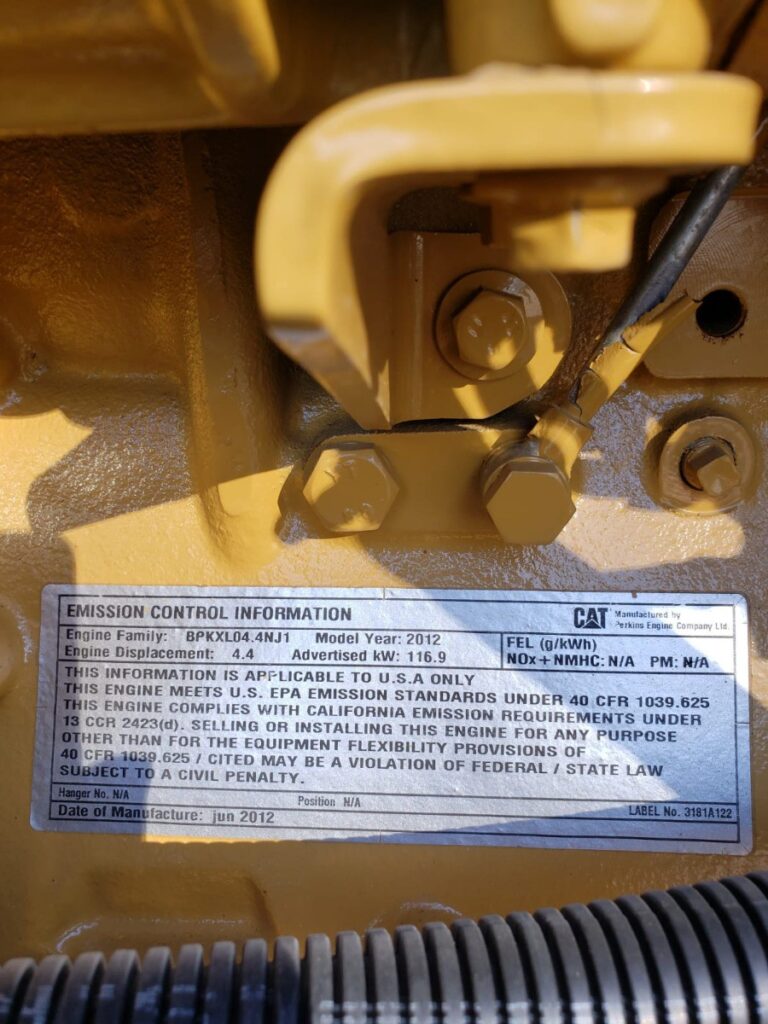 EMISSION CONTROL INFORMATION
CAT Manufactured by
Perkins Engine Company Ltd.
Engine Family: BPKXL04.4NJ1 Model Year: 2012
Engine Displacement: 4.4 Advertised kW: 116.9
FEL (g/kWh)
NOx+NMHC: N/A PM: N/A
THIS INFORMATION IS APPLICABLE TO U.S.A ONLY
THIS ENGINE MEETS U.S. EPA EMISSION STANDARDS UNDER 40 CFR 1039.625
THIS ENGINE COMPLIES WITH CALIFORNIA EMISSION REQUIREMENTS UNDER
13 CCR 2423(d). SELLING OR INSTALLING THIS ENGINE FOR ANY PURPOSE
OTHER THAN FOR THE EQUIPMENT FLEXIBILITY PROVISIONS OF
40 CFR 1039.625 / CITED MAY BE A VIOLATION OF FEDERAL / STATE LAW
SUBJECT TO A CIVIL PENALTY.
Hanger No. N/A Position N/A
Date of Manufacture: jun 2012 LABEL No. 3181A122